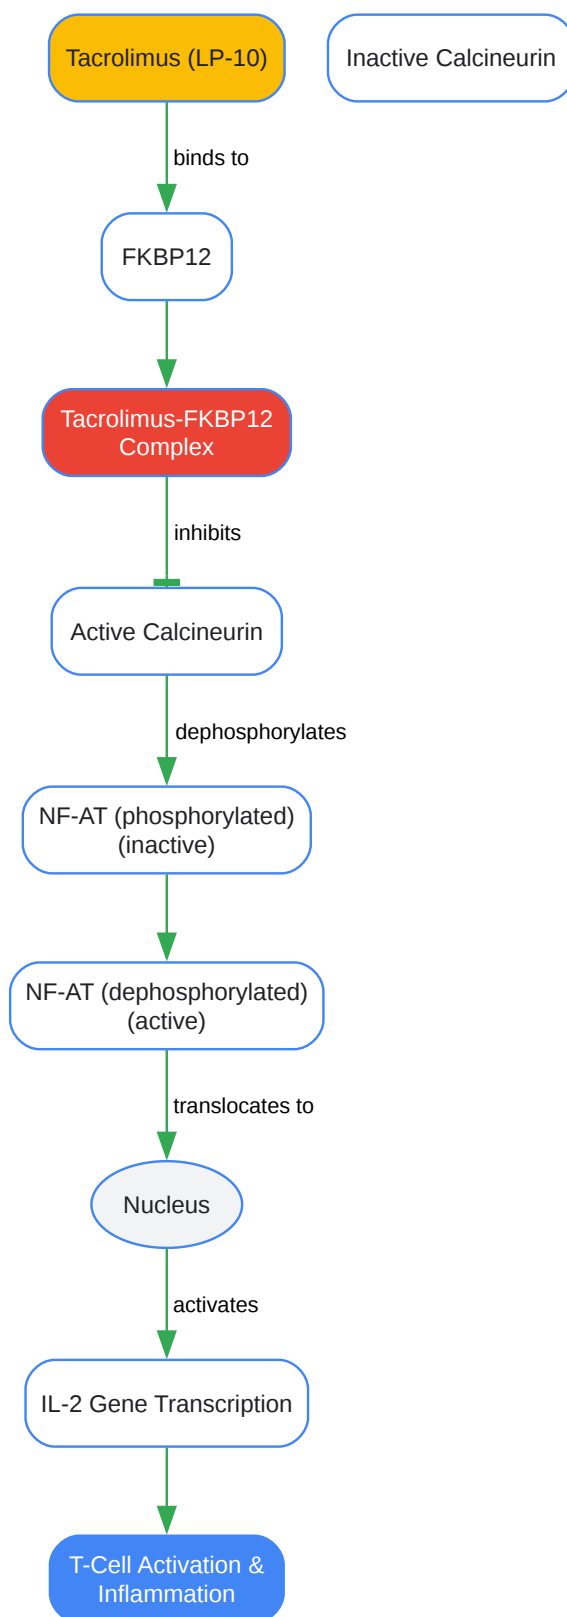 Tacrolimus (LP-10)
Inactive Calcineurin
binds to
FKBP12
Tacrolimus-FKBP12
Complex
inhibits
Active Calcineurin
dephosphorylates
NF-AT (phosphorylated)
(inactive)
NF-AT (dephosphorylated)
(active)
translocates to
Nucleus
activates
IL-2 Gene Transcription
T-Cell Activation &
Inflammation